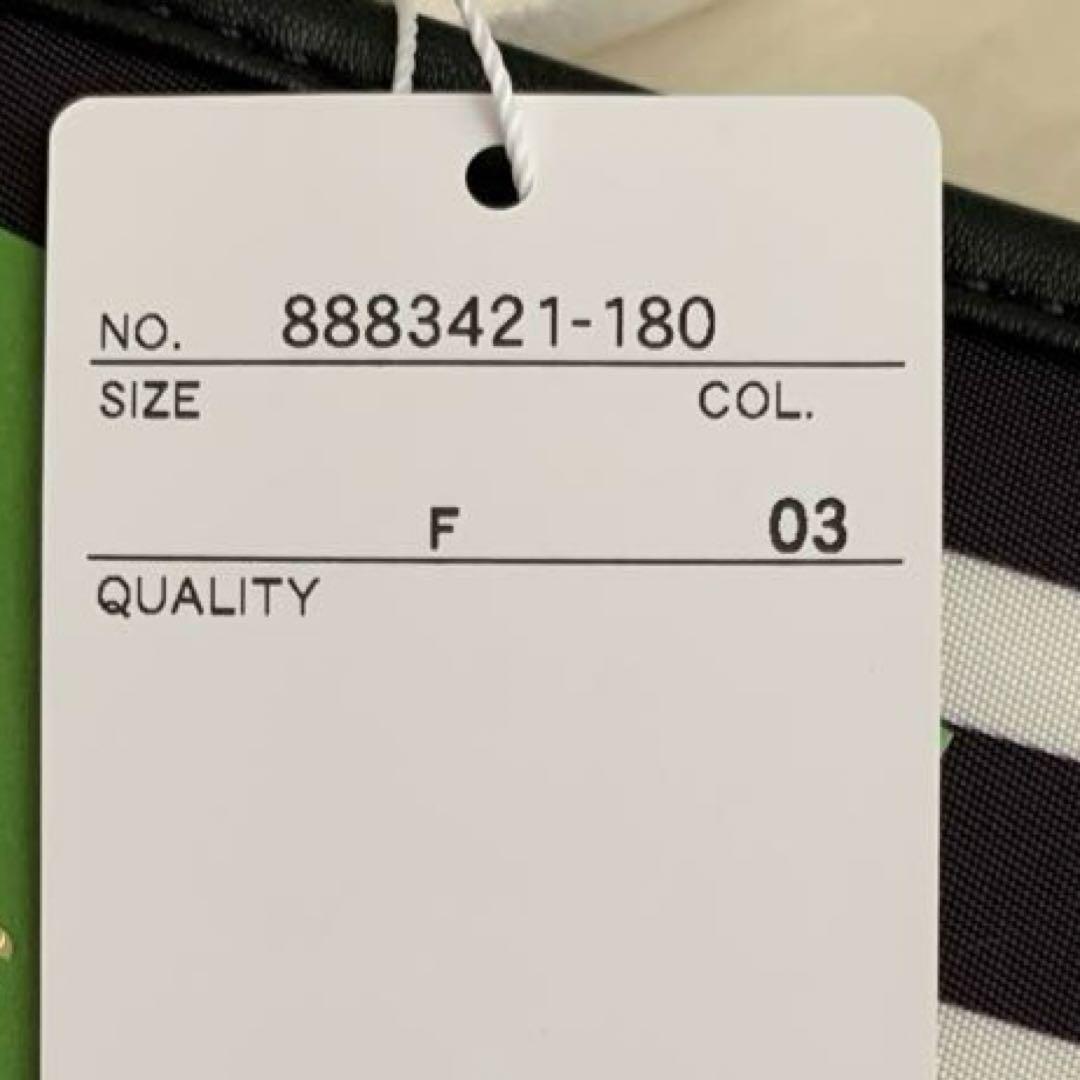 NO. 8883421-180
SIZE COL.
F 03
QUALITY